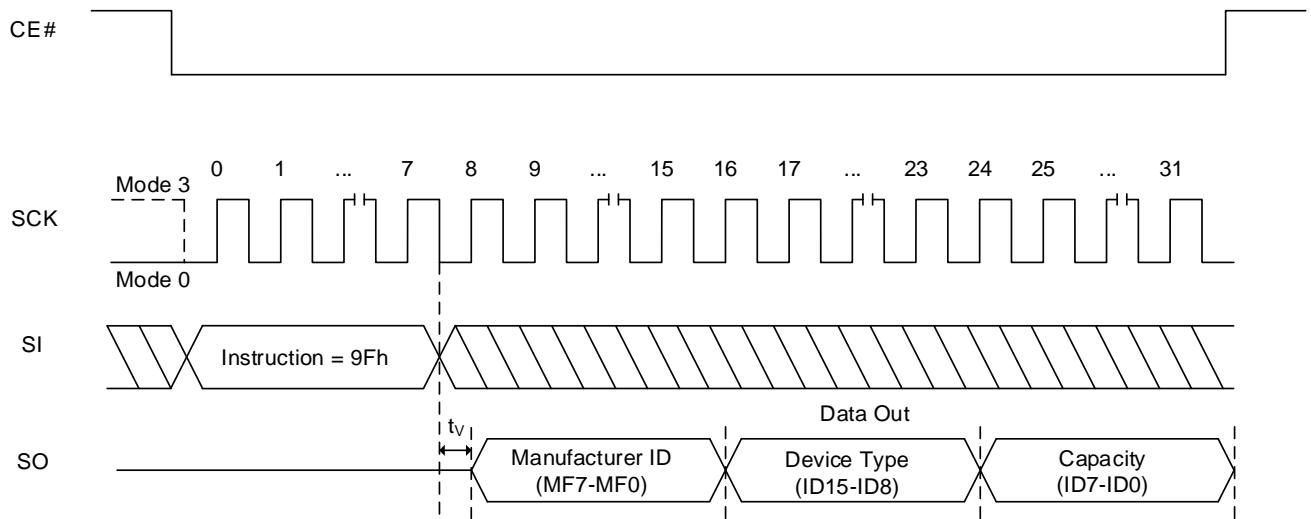 CE#
0 1 ... 7 8 9 ... 15 16 17 ... 23 24 25 ... 31
Mode 3
SCK
Mode 0
SI
Instruction = 9Fh
Data Out
tV
SO
Manufacturer ID
(MF7-MF0)
Device Type
(ID15-ID8)
Capacity
(ID7-ID0)